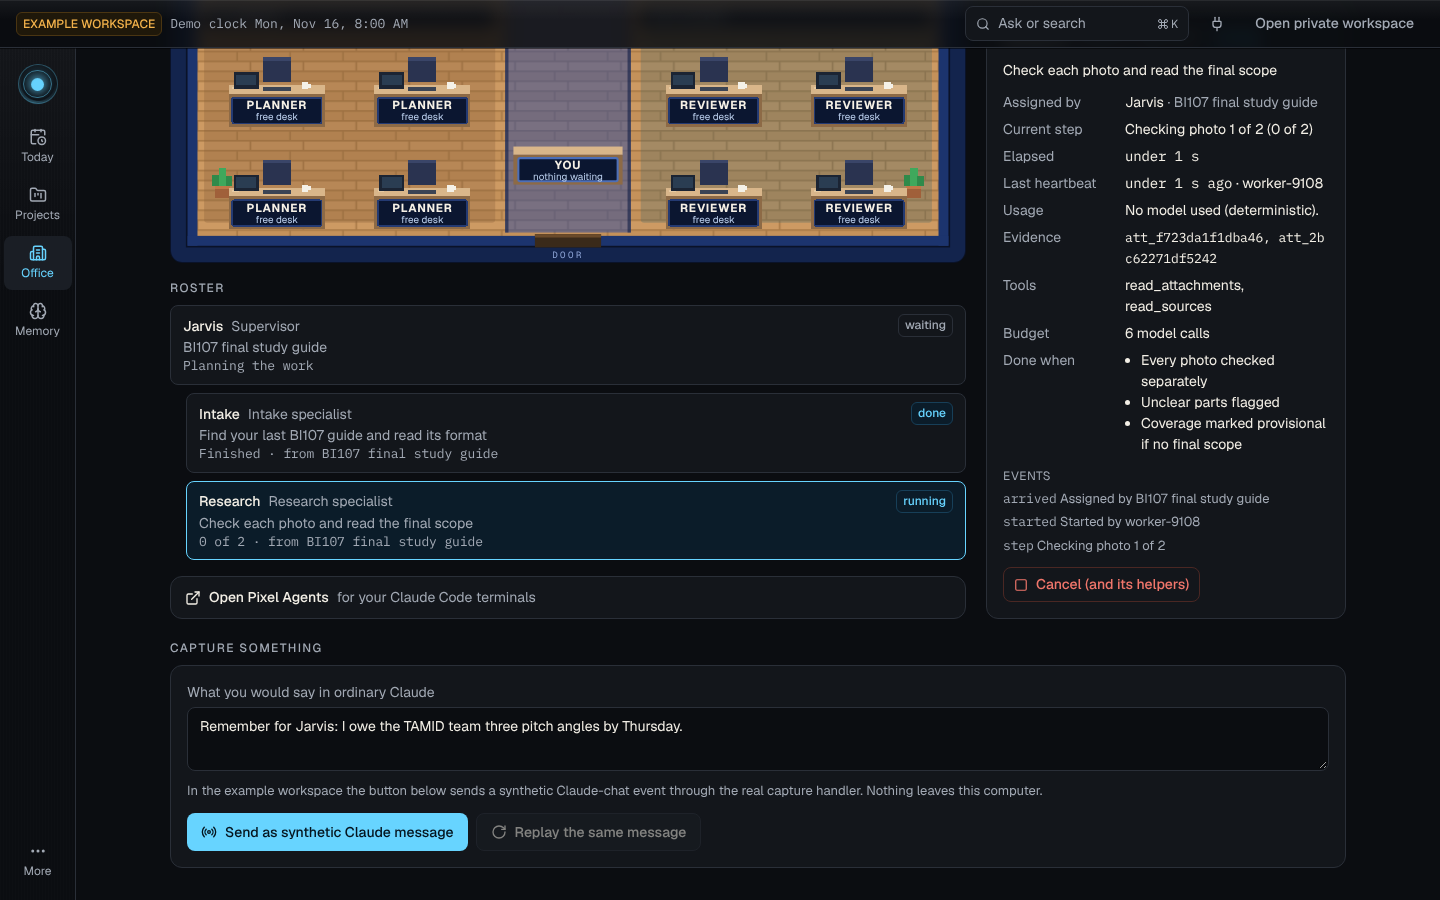 EXAMPLE WORKSPACE Demo clock Mon, Nov 16, 8:00 AM Ask or search ⌘K Open private workspace
Today
Projects
Office
Memory
More
PLANNER
free desk
PLANNER
free desk
REVIEWER
free desk
REVIEWER
free desk
YOU
nothing waiting
PLANNER
free desk
PLANNER
free desk
REVIEWER
free desk
REVIEWER
free desk
DOOR
ROSTER
Jarvis Supervisor waiting
BI107 final study guide
Planning the work
Intake Intake specialist done
Find your last BI107 guide and read its format
Finished · from BI107 final study guide
Research Research specialist running
Check each photo and read the final scope
0 of 2 · from BI107 final study guide
Open Pixel Agents for your Claude Code terminals
Check each photo and read the final scope
Assigned by Jarvis · BI107 final study guide
Current step Checking photo 1 of 2 (0 of 2)
Elapsed under 1 s
Last heartbeat under 1 s ago · worker-9108
Usage No model used (deterministic).
Evidence att_f723da1f1dba46, att_2b
c62271df5242
Tools read_attachments,
read_sources
Budget 6 model calls
Done when • Every photo checked
separately
• Unclear parts flagged
• Coverage marked provisional
if no final scope
EVENTS
arrived Assigned by BI107 final study guide
started Started by worker-9108
step Checking photo 1 of 2
Cancel (and its helpers)
CAPTURE SOMETHING
What you would say in ordinary Claude
Remember for Jarvis: I owe the TAMID team three pitch angles by Thursday.
In the example workspace the button below sends a synthetic Claude-chat event through the real capture handler. Nothing leaves this computer.
Send as synthetic Claude message Replay the same message